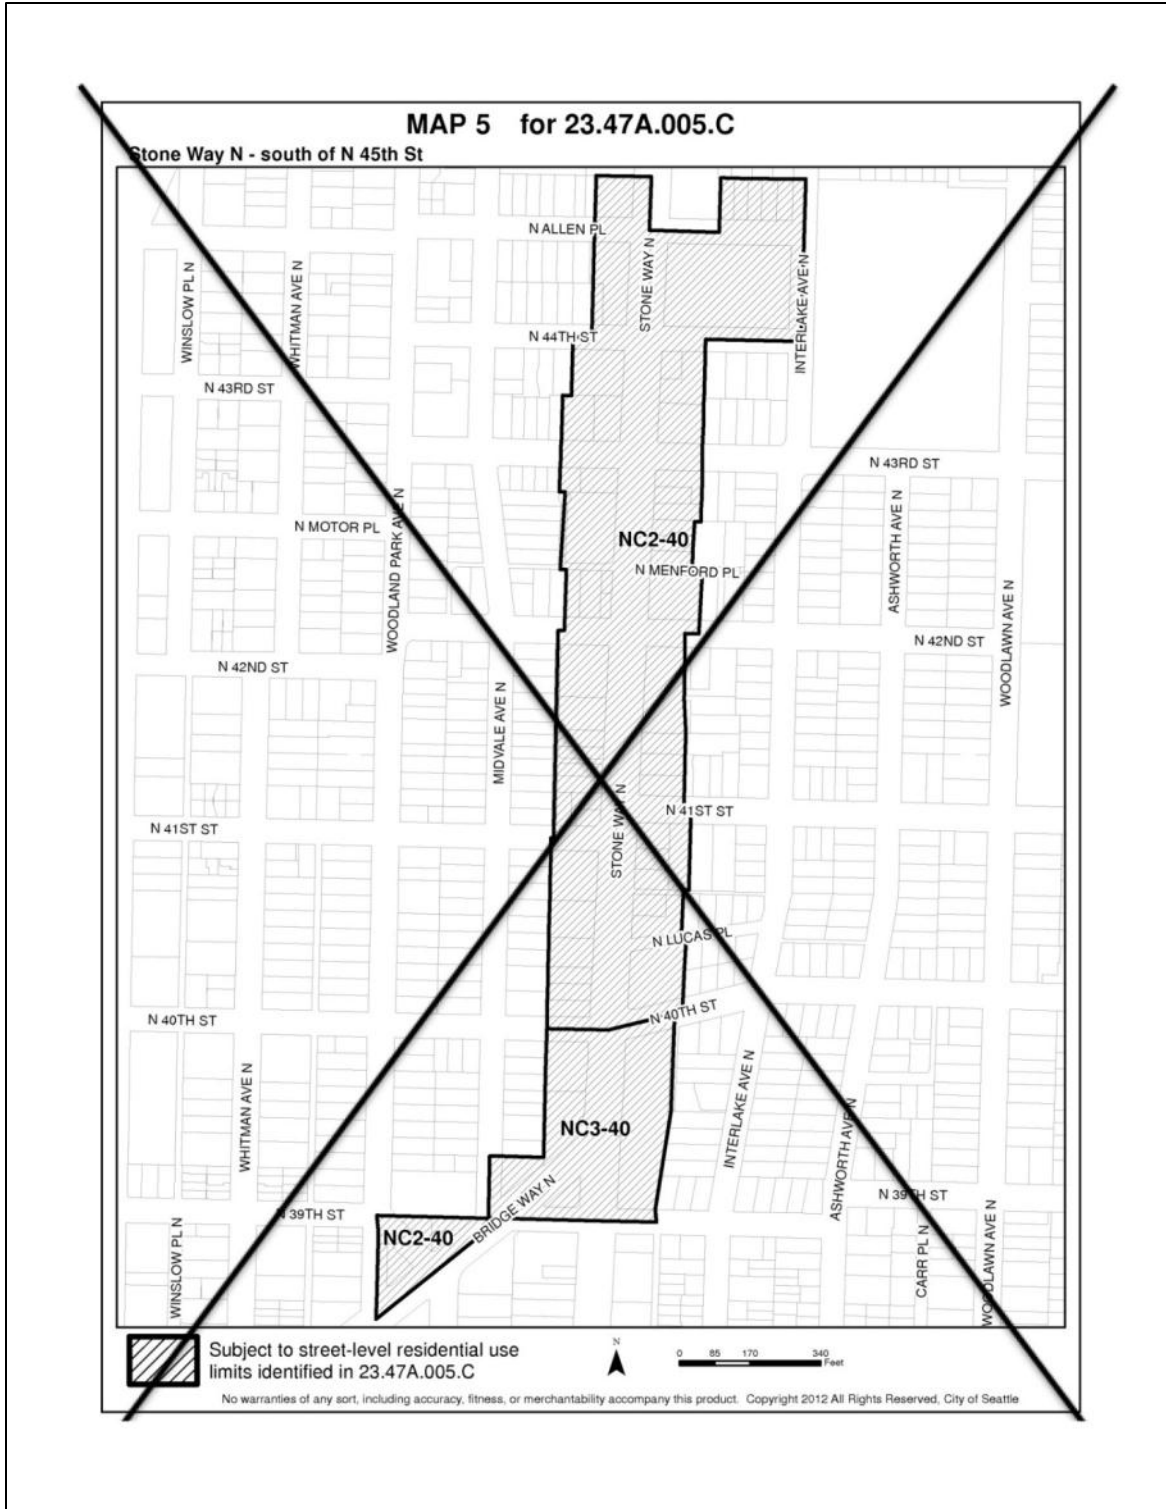 MAP 5 for 23.47A.005.C
Stone Way N - south of N 45th St
N ALLEN PL
STONE WAY N
INTERLAKE AVE N
WINSLOW PL N
WHITMAN AVE N
N 44TH ST
N 43RD ST
N 43RD ST
WOODLAND PARK AVE N
N MOTOR PL
ASHWORTH AVE N
NC2-40
N MENFORD PL
WOODLAWN AVE N
N 42ND ST
N 42ND ST
MIDVALE AVE N
STONE WAY N
N 41ST ST
N 41ST ST
N LUCAS PL
N 40TH ST
N 40TH ST
WHITMAN AVE N
NC3-40
INTERLAKE AVE N
ASHWORTH AVE N
N 39TH ST
N 39TH ST
BRIDGE WAY N
NC2-40
WINSLOW PL N
CARR PL N
WOODLAWN AVE N
Subject to street-level residential use
limits identified in 23.47A.005.C
N
0 85 170 340
Feet
No warranties of any sort, including accuracy, fitness, or merchantability accompany this product. Copyright 2012 All Rights Reserved, City of Seattle